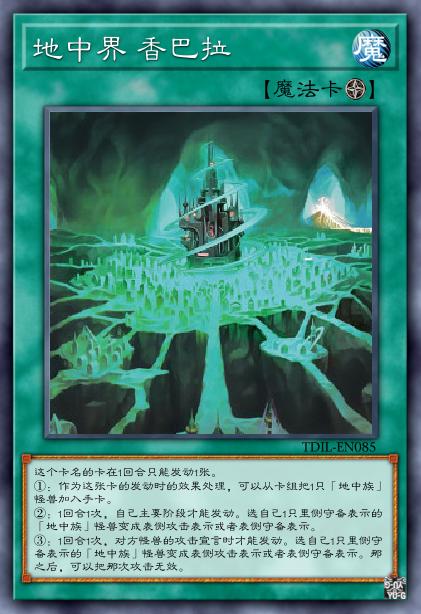 地中界 香巴拉
魔
【魔法卡】
TDIL-EN085
这个卡名的卡在1回合只能发动1张。
①：作为这张卡的发动时的效果处理，可以从卡组把1只「地中族」
怪兽加入手卡。
②：1回合1次，自己主要阶段才能发动。选自己1只里侧守备表示的
「地中族」怪兽变成表侧攻击表示或者表侧守备表示。
③：1回合1次，对方怪兽的攻击宣言时才能发动。选自己1只里侧守
备表示的「地中族」怪兽变成表侧攻击表示或者表侧守备表示。那
之后，可以把那次攻击无效。